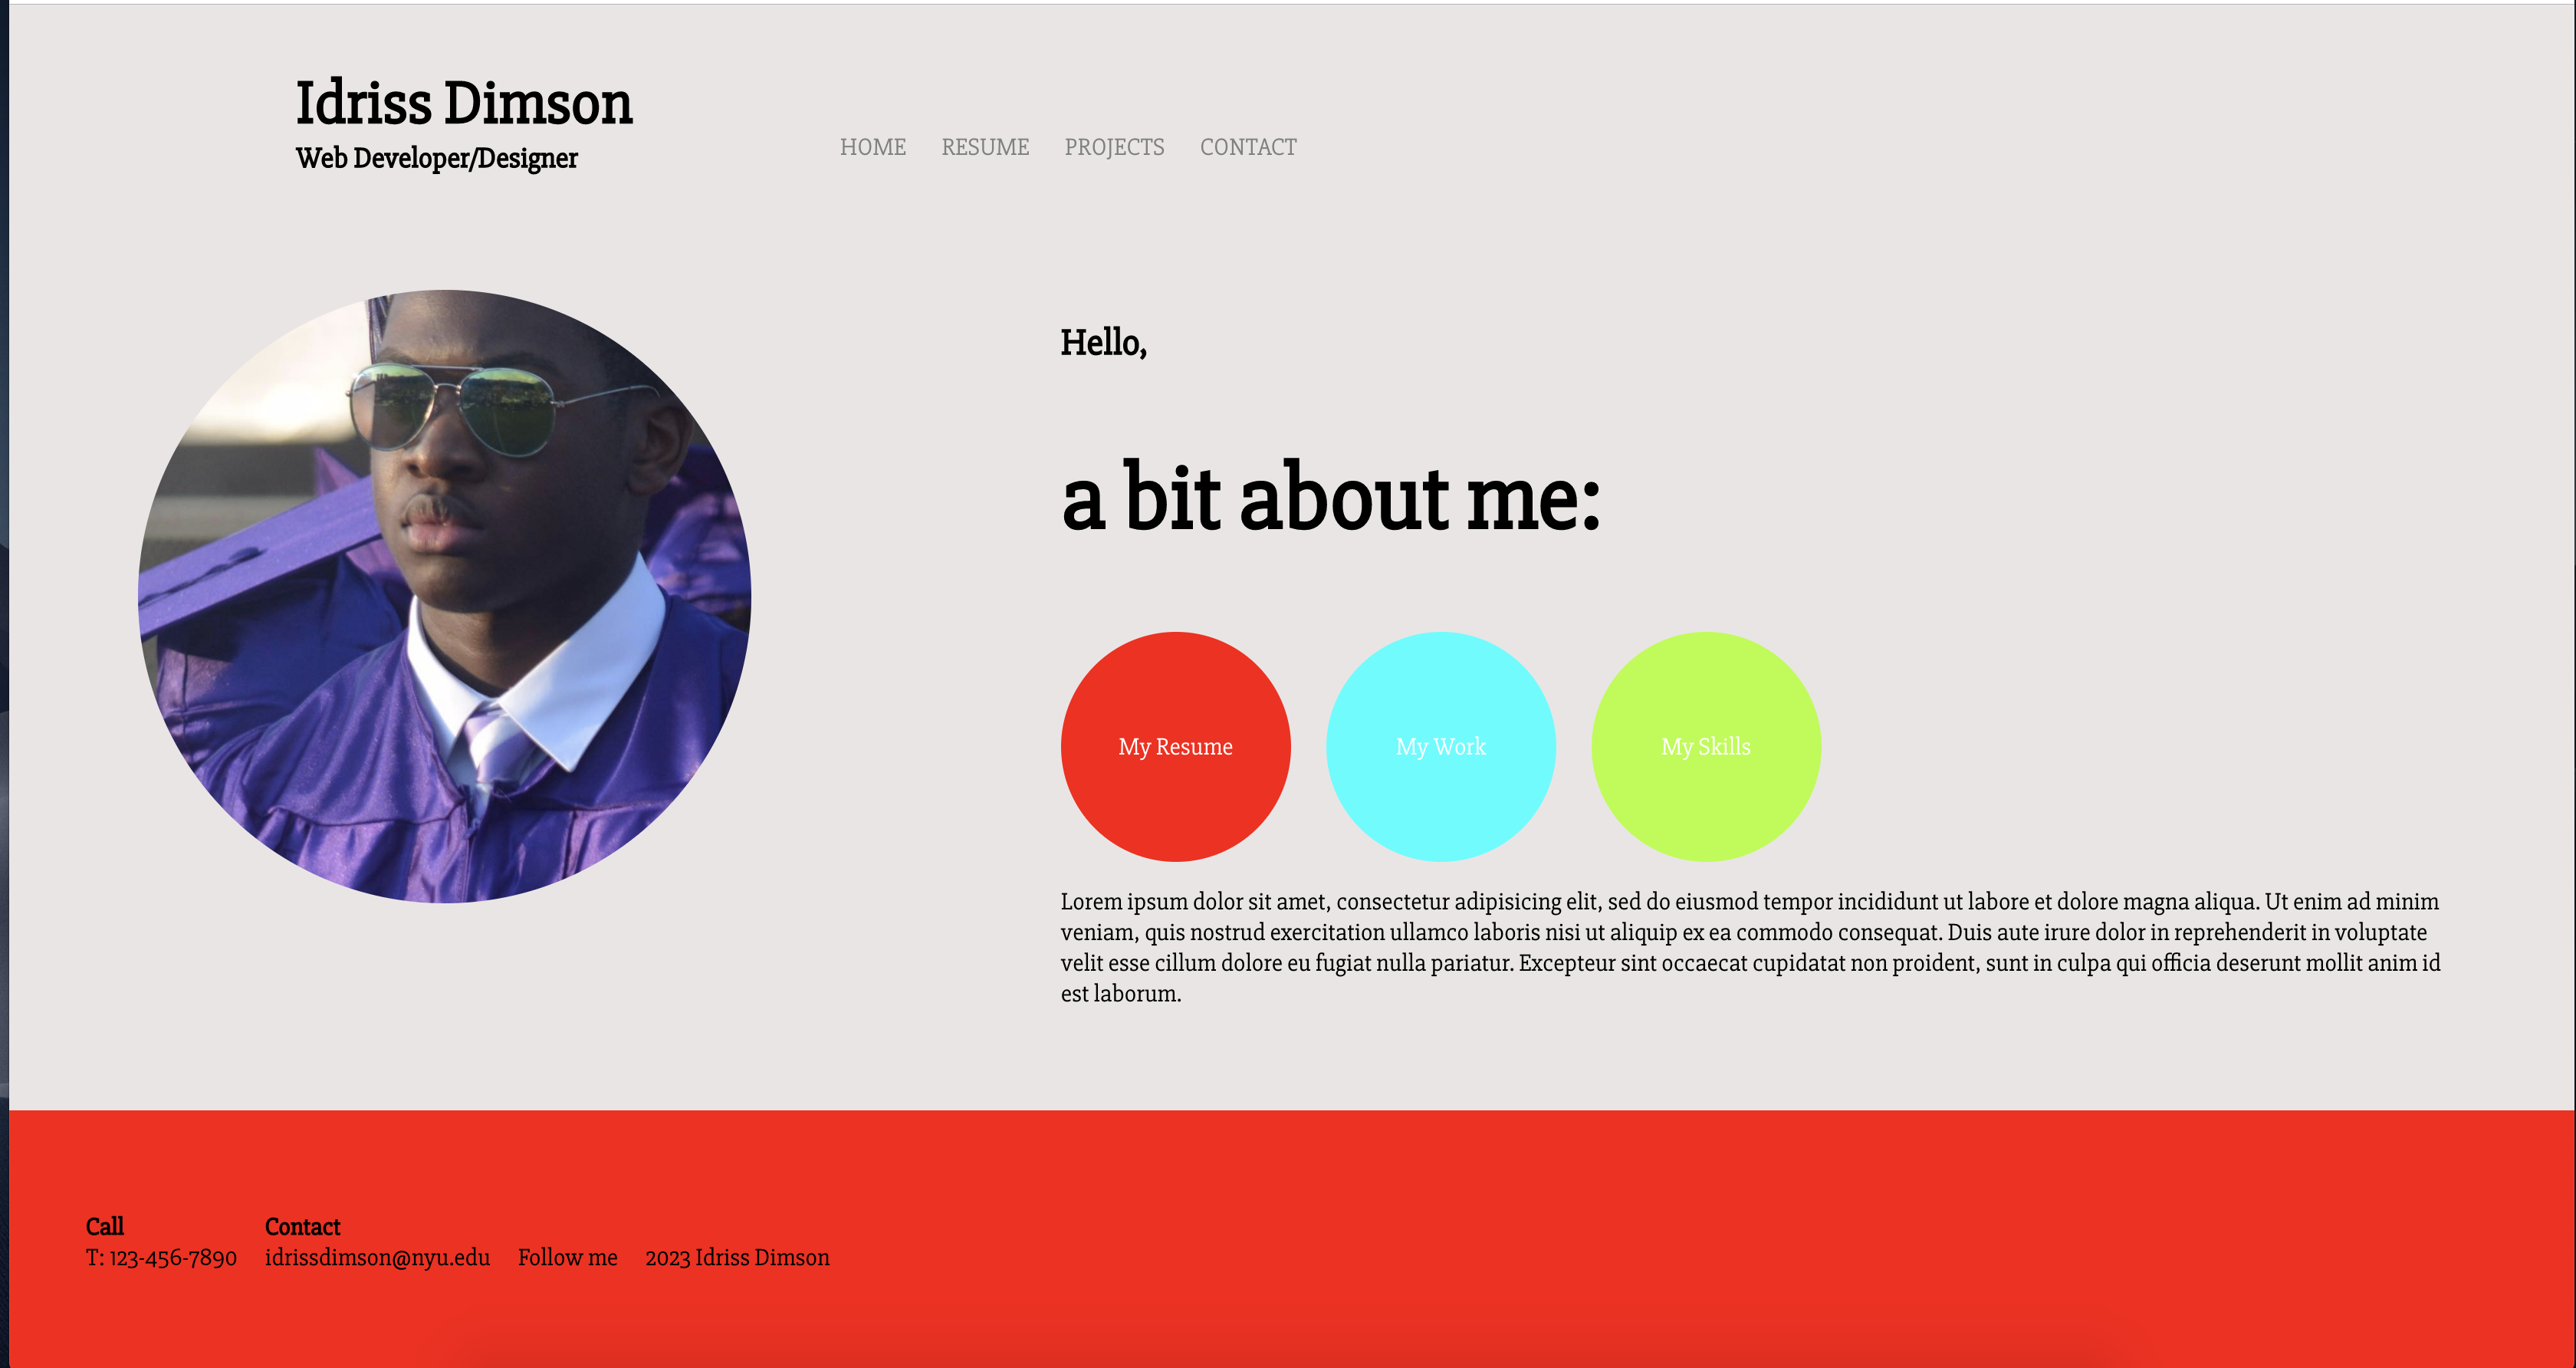 Idriss Dimson
Web Developer/Designer
HOME RESUME PROJECTS CONTACT
Hello,
a bit about me:
My Resume
My Work
My Skills
Lorem ipsum dolor sit amet, consectetur adipisicing elit, sed do eiusmod tempor incididunt ut labore et dolore magna aliqua. Ut enim ad minim
veniam, quis nostrud exercitation ullamco laboris nisi ut aliquip ex ea commodo consequat. Duis aute irure dolor in reprehenderit in voluptate
velit esse cillum dolore eu fugiat nulla pariatur. Excepteur sint occaecat cupidatat non proident, sunt in culpa qui officia deserunt mollit anim id
est laborum.
Call
T: 123-456-7890
Contact
idrissdimson@nyu.edu
Follow me
2023 Idriss Dimson